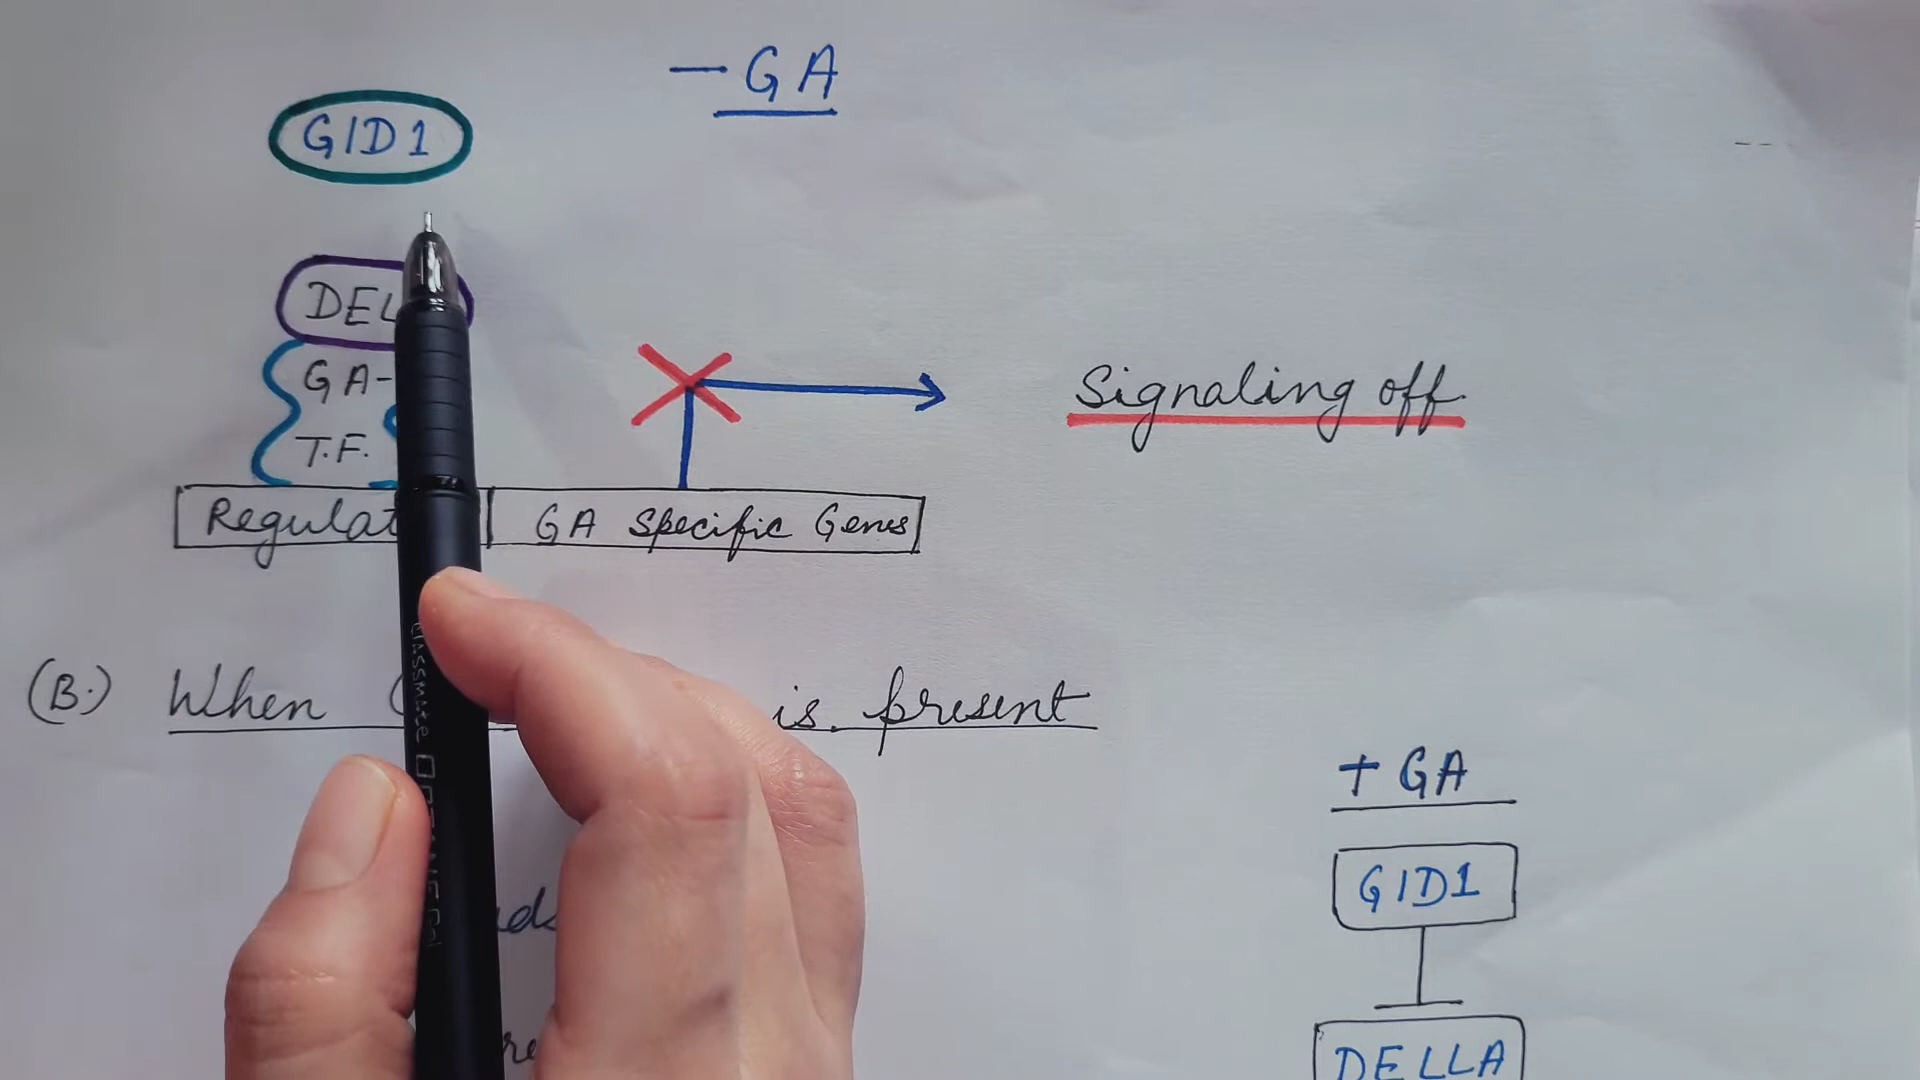 - GA
GID1
DEL
GA-
T.F.
Signaling off.
Regulat
GA Specific Genes
(B.) When is present
+ GA
GID1
DELLA
classmate